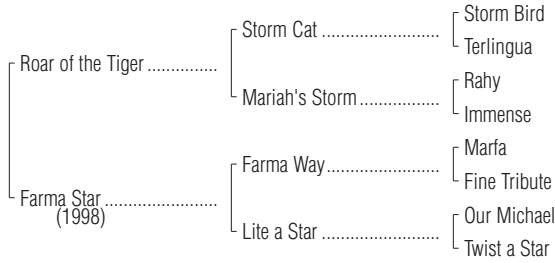 Storm Bird
Storm Cat
Terlingua
Roar of the Tiger
Rahy
Mariah's Storm
Immense
Marfa
Farma Way
Fine Tribute
Farma Star
(1998)
Our Michael
Lite a Star
Twist a Star